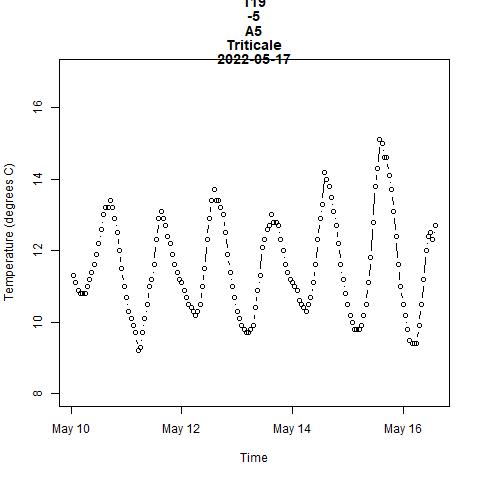 T19
-5
A5
Triticale
2022-05-17
Temperature (degrees C)
16
14
12
10
8
May 10
May 12
May 14
May 16
Time